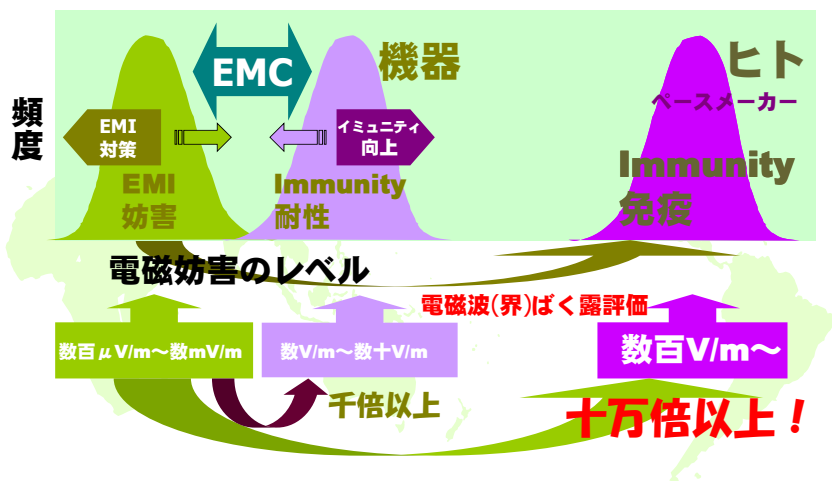 EMC
機器
ヒト
ペースメーカー
頻度
EMI
対策
イミュニティ
向上
EMI
妨害
Immunity
耐性
Immunity
免疫
電磁妨害のレベル
電磁波(界)ばく露評価
数百μV/m～数mV/m
数V/m～数十V/m
数百V/m～
千倍以上
十万倍以上！